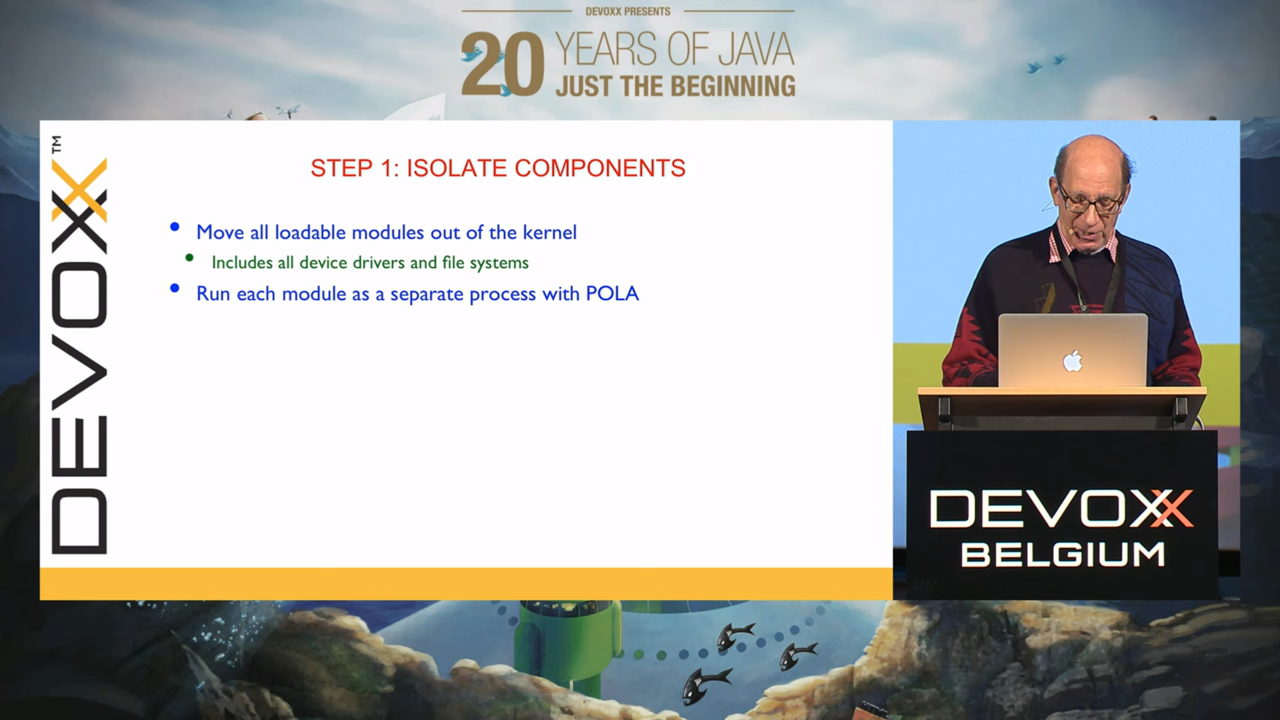 DEVOXX PRESENTS
20 YEARS OF JAVA
JUST THE BEGINNING
DEVOXX™
STEP 1: ISOLATE COMPONENTS
• Move all loadable modules out of the kernel
• Includes all device drivers and file systems
• Run each module as a separate process with POLA
DEVOXX
BELGIUM